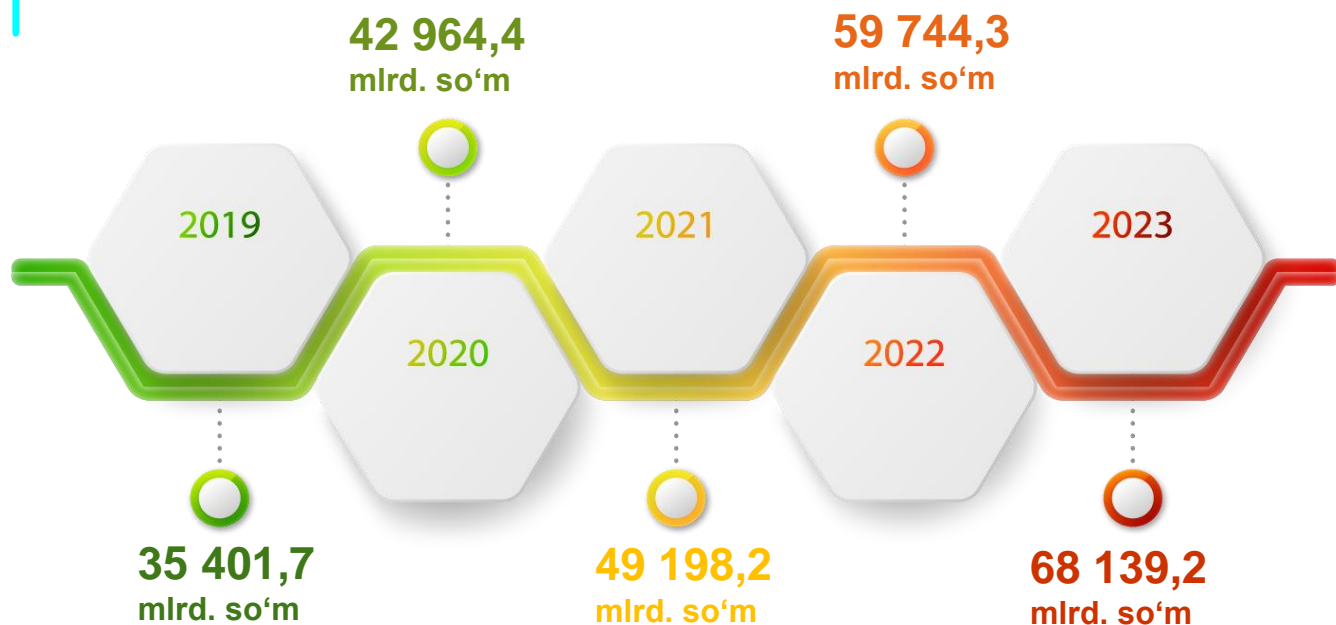 42 964,4
mlrd. so‘m
59 744,3
mlrd. so‘m
2019
2021
2023
2020
2022
35 401,7
mlrd. so‘m
49 198,2
mlrd. so‘m
68 139,2
mlrd. so‘m